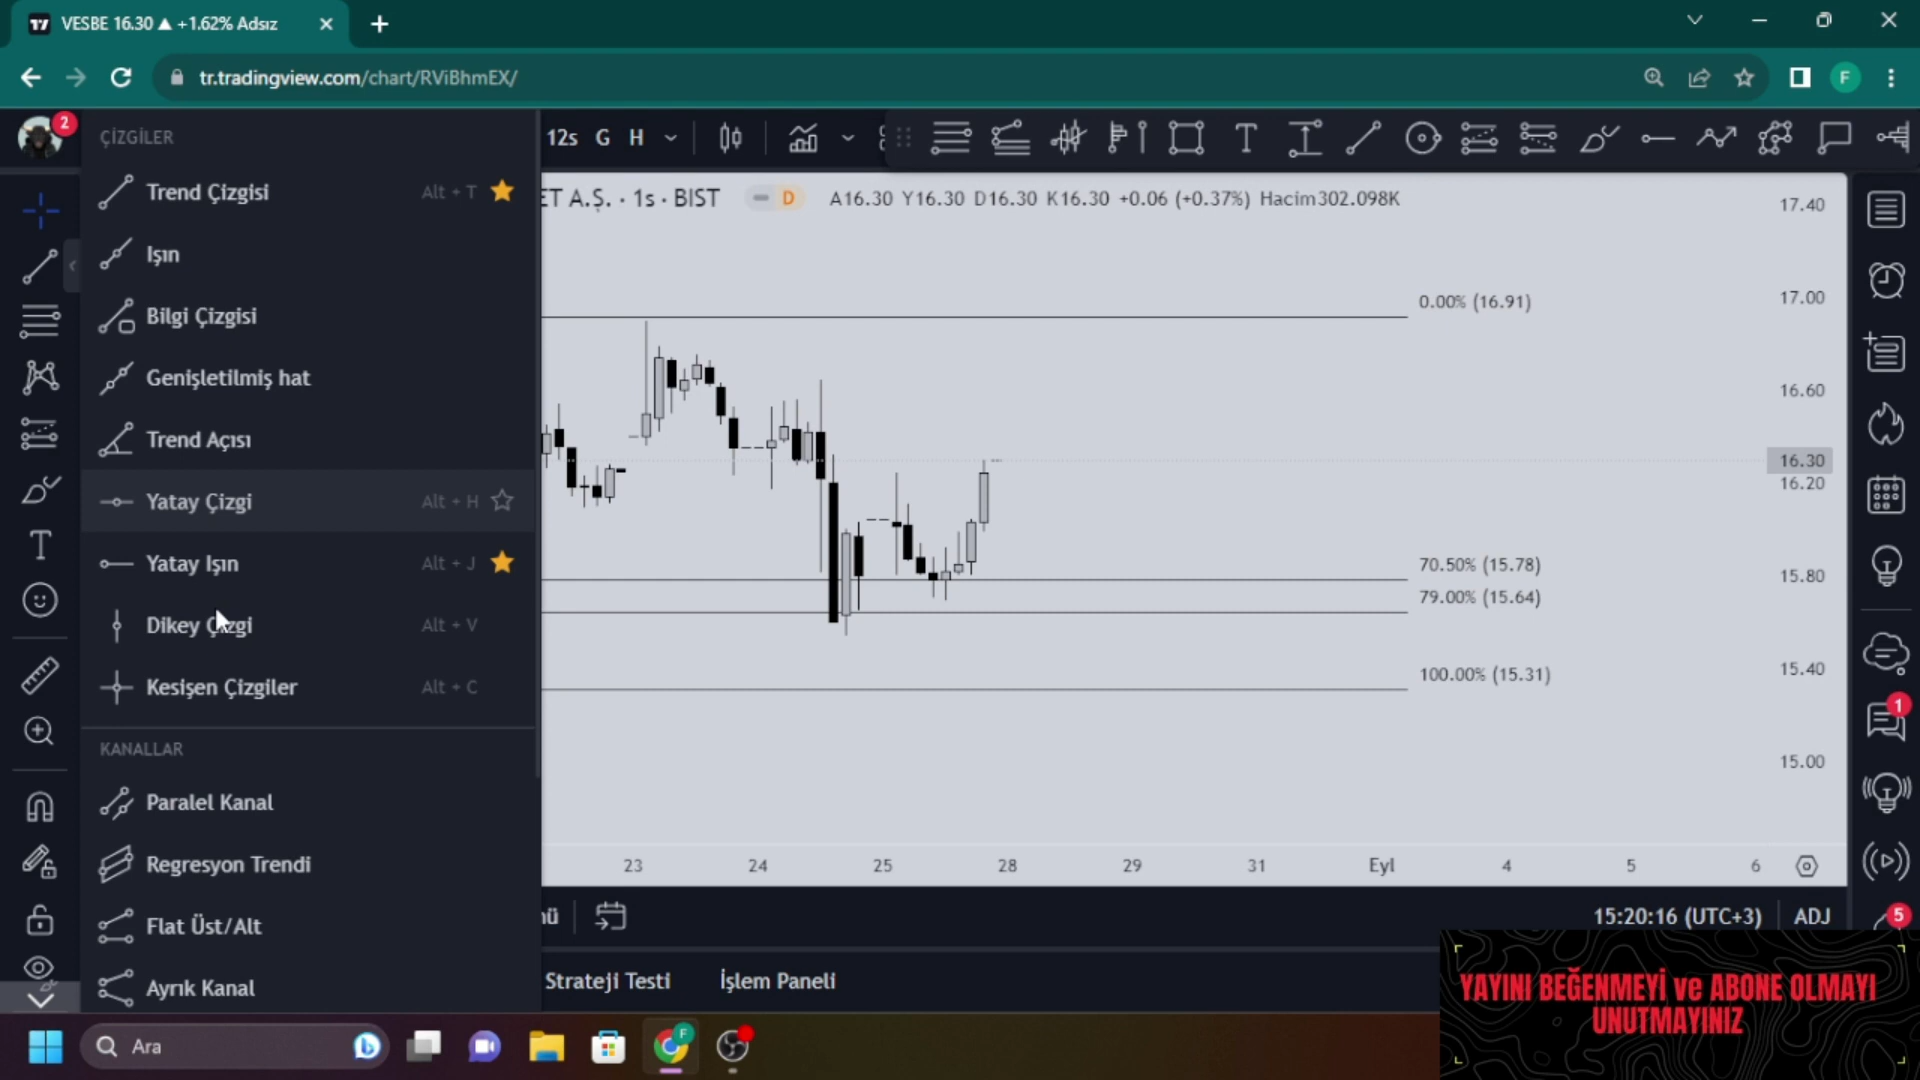 VESBE 16.30 ▲ +1.62% Adsız
tr.tradingview.com/chart/RViBhmEX/
F
2
ÇİZGİLER
12s G H
Trend Çizgisi Alt + T
ET A.Ş. · 1s · BIST D A16.30 Y16.30 D16.30 K16.30 +0.06 (+0.37%) Hacim302.098K
Işın
Bilgi Çizgisi
Genişletilmiş hat
Trend Açısı
Yatay Çizgi Alt + H
Yatay Işın Alt + J
Dikey Çizgi Alt + V
Kesişen Çizgiler Alt + C
KANALLAR
Paralel Kanal
Regresyon Trendi
Flat Üst/Alt
Ayrık Kanal
0.00% (16.91)
70.50% (15.78)
79.00% (15.64)
100.00% (15.31)
17.40
17.00
16.60
16.30
16.20
15.80
15.40
15.00
1
5
23 24 25 28 29 31 Eyl 4 5 6
15:20:16 (UTC+3) ADJ
Strateji Testi İşlem Paneli
YAYINI BEĞENMEYİ ve ABONE OLMAYI
UNUTMAYINIZ
Ara
F